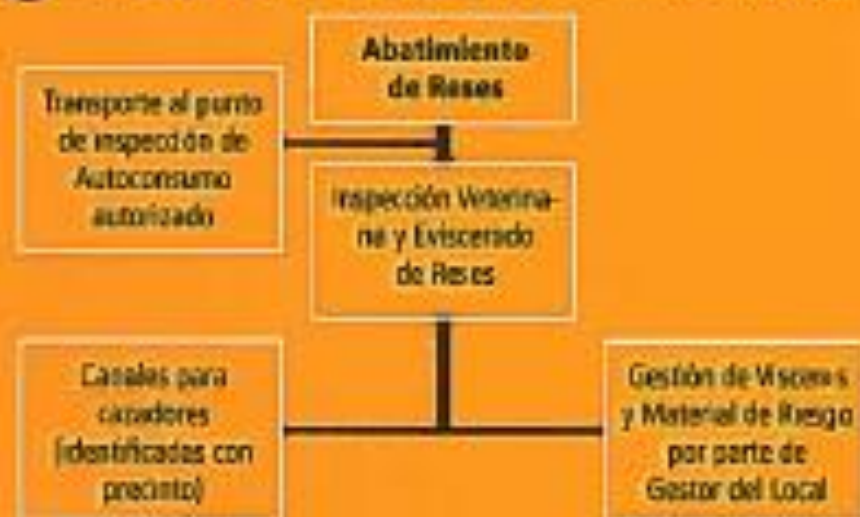 Abatimiento
de Reses
Transporte al punto
de inspección de
Autoconsumo
autorizado
Inspección Veterina-
ria y Eviscerado
de Reses
Canales para
cazadores
(identificadas con
precinto)
Gestión de Visceras
y Material de Riesgo
por parte de
Gestor del Local